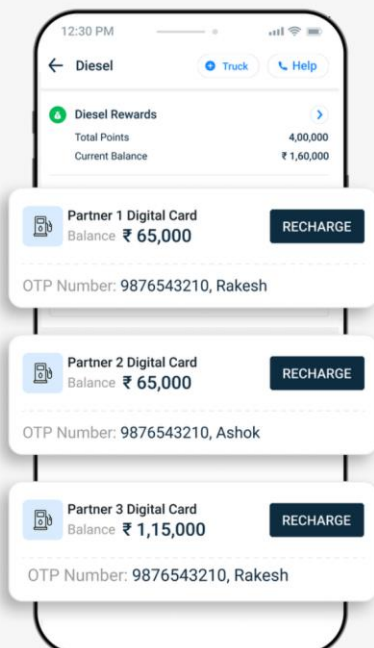 12:30 PM
Diesel
Truck
Help
Diesel Rewards
Total Points 4,00,000
Current Balance ₹ 1,60,000
Partner 1 Digital Card
Balance ₹ 65,000
RECHARGE
OTP Number: 9876543210, Rakesh
Partner 2 Digital Card
Balance ₹ 65,000
RECHARGE
OTP Number: 9876543210, Ashok
Partner 3 Digital Card
Balance ₹ 1,15,000
RECHARGE
OTP Number: 9876543210, Rakesh